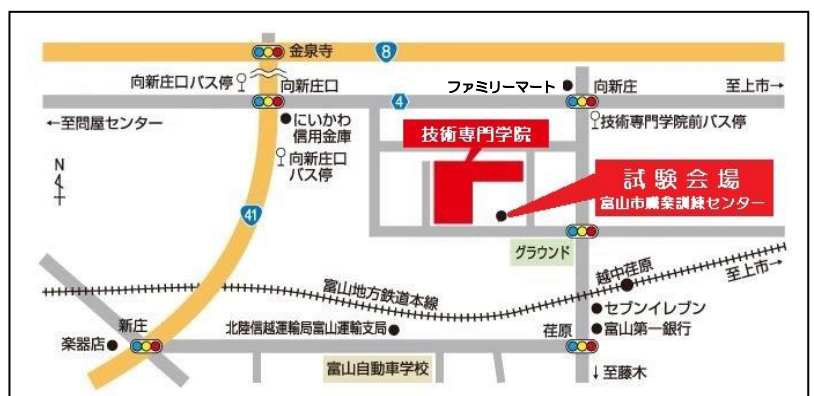 金泉寺
8
向新庄口バス停
向新庄口
ファミリーマート
向新庄
至上市→
4
←至問屋センター
にいかわ
信用金庫
技術専門学院
技術専門学院前バス停
向新庄口
バス停
N
試験会場
富山市職業訓練センター
41
グラウンド
越中荏原
至上市→
富山地方鉄道本線
セブンイレブン
新庄
北陸信越運輸局富山運輸支局
荏原
富山第一銀行
楽器店
富山自動車学校
↓至藤木